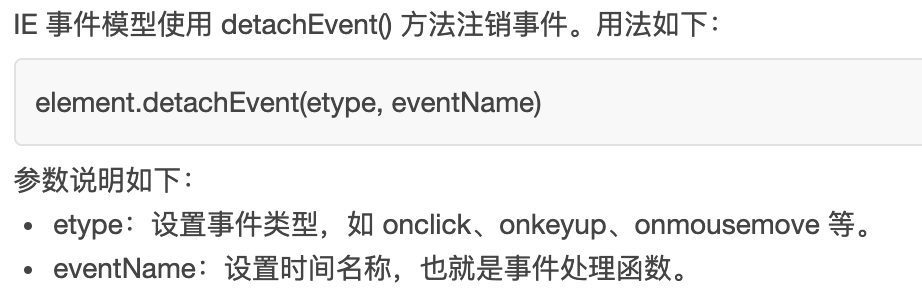 IE 事件模型使用 detachEvent() 方法注销事件。用法如下：
element.detachEvent(etype, eventName)
参数说明如下：
• etype：设置事件类型，如 onclick、onkeyup、onmousemove 等。
• eventName：设置时间名称，也就是事件处理函数。